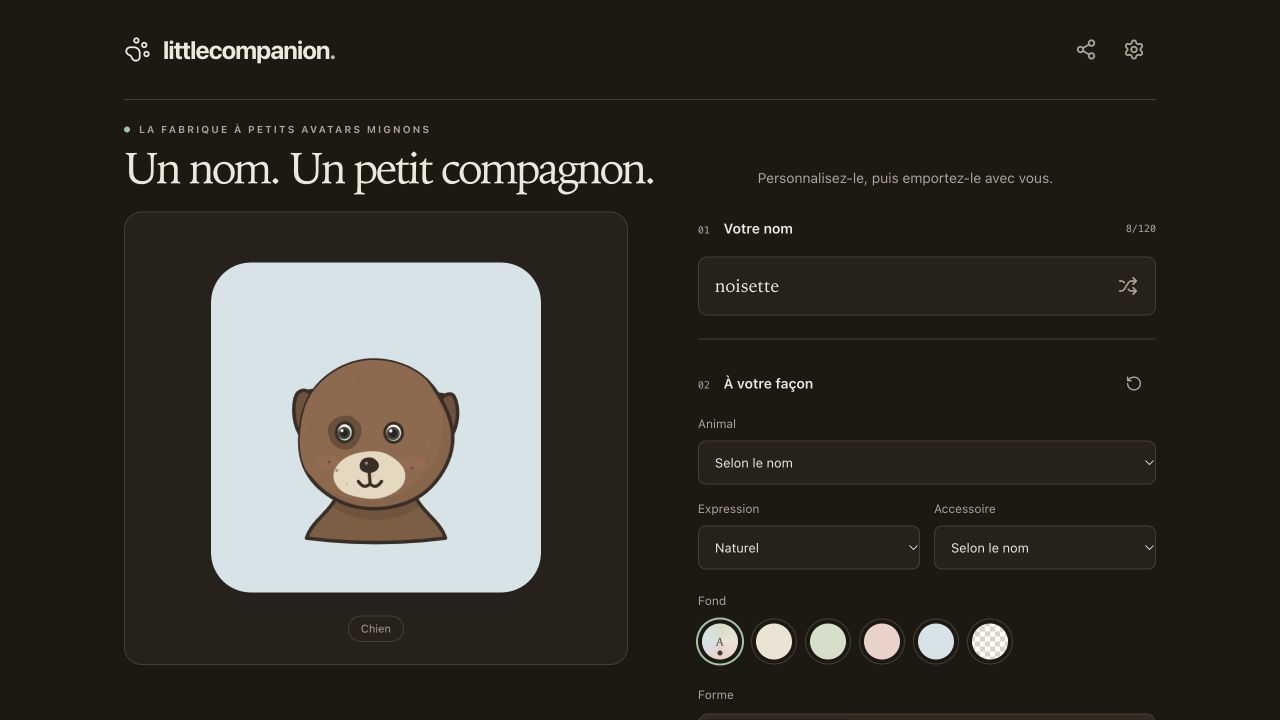 littlecompanion.
LA FABRIQUE À PETITS AVATARS MIGNONS
Un nom. Un petit compagnon.
Personnalisez-le, puis emportez-le avec vous.
01 Votre nom 8/120
noisette
02 À votre façon
Animal
Selon le nom
Expression Accessoire
Naturel Selon le nom
Fond
A
Chien
Forme